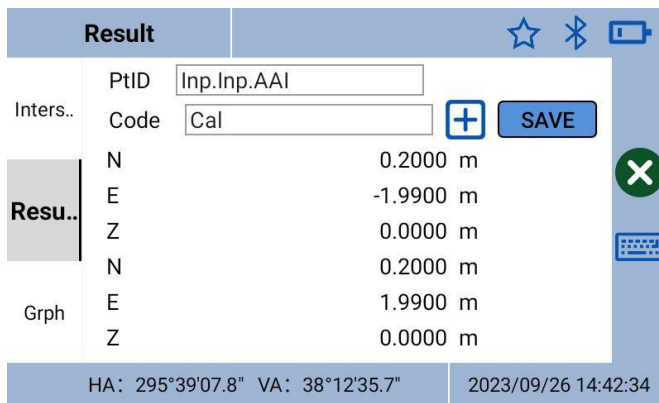 Result
PtID Inp.Inp.AAI
Inters..
Code Cal SAVE
N 0.2000 m
E -1.9900 m
Resu..
Z 0.0000 m
N 0.2000 m
E 1.9900 m
Grph
Z 0.0000 m
HA: 295°39'07.8" VA: 38°12'35.7" 2023/09/26 14:42:34